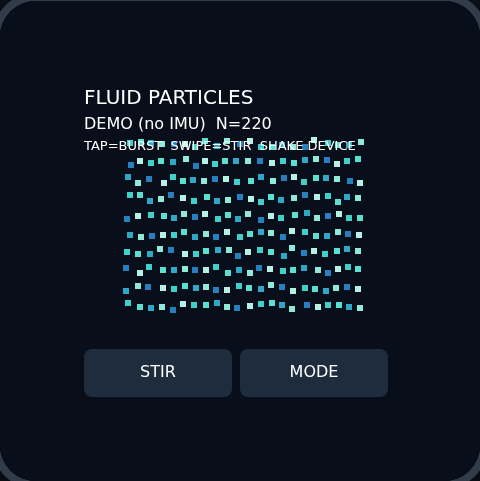 FLUID PARTICLES
DEMO (no IMU) N=220
TAP=BURST SWIPE=STIR SHAKE DEVICE
STIR
MODE